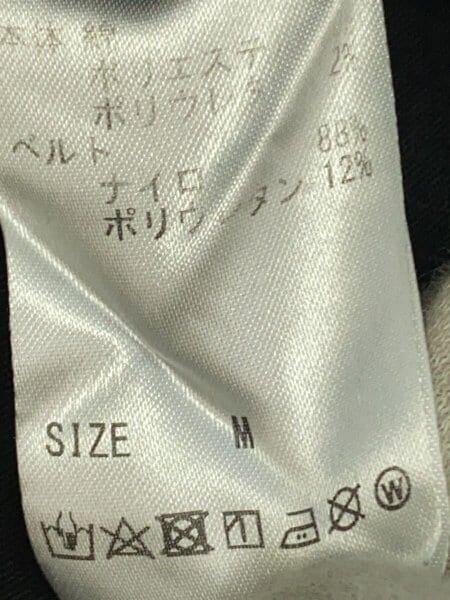 本体 綿
ポリエステ
ポリウレ 2%
ベルト
ナイロ 88%
ポリウレタン 12%
SIZE M
W